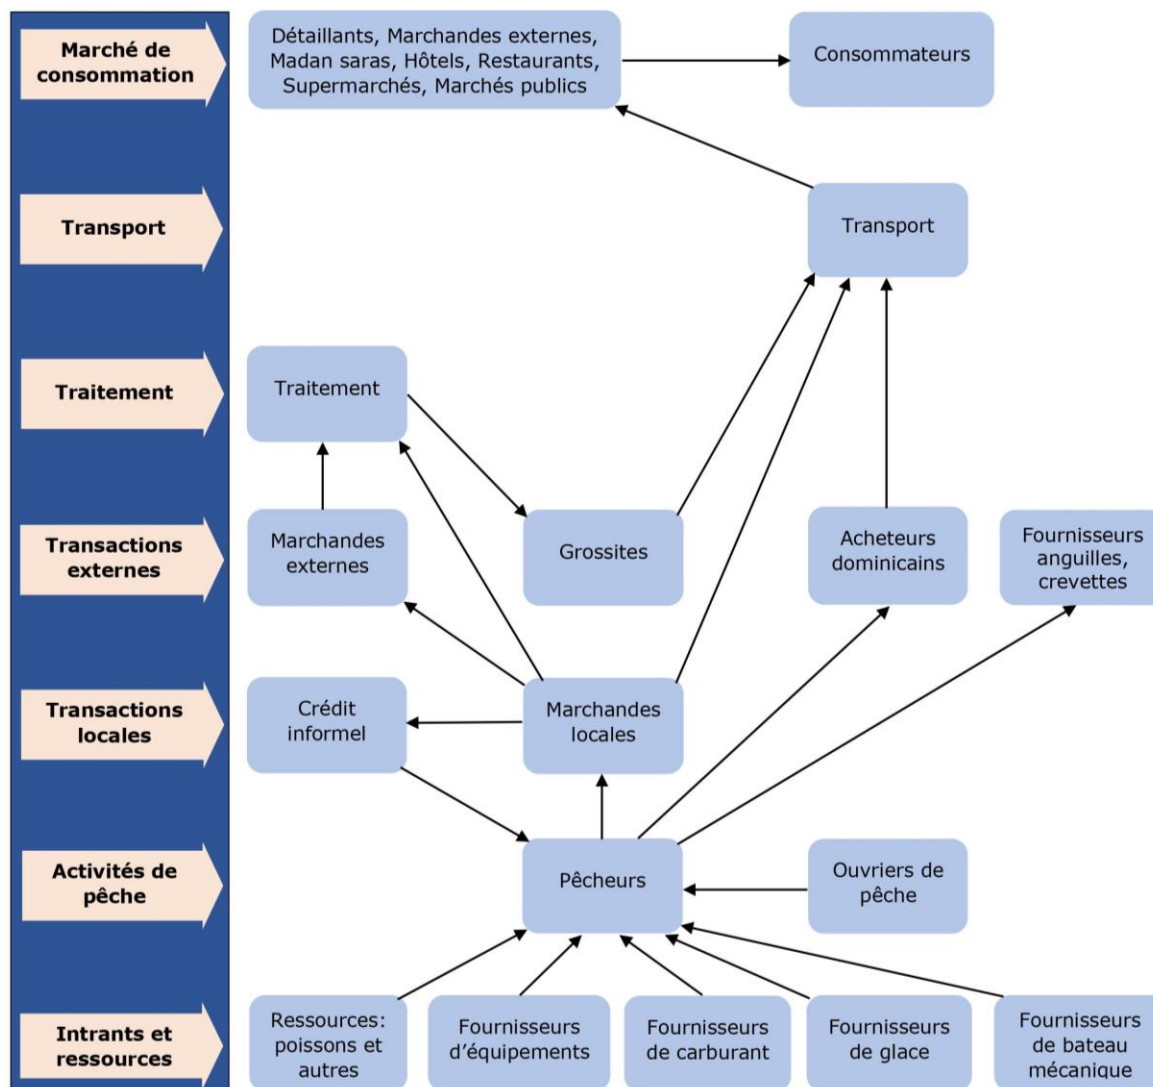 Marché de
consommation
Détaillants, Marchandes externes,
Madan saras, Hôtels, Restaurants,
Supermarchés, Marchés publics
Consommateurs
Transport
Transport
Traitement
Traitement
Transactions
externes
Marchandes
externes
Grossites
Acheteurs
dominicains
Fournisseurs
anguilles,
crevettes
Transactions
locales
Crédit
informel
Marchandes
locales
Activités de
pêche
Pêcheurs
Ouvriers de
pêche
Intrants et
ressources
Ressources:
poissons et
autres
Fournisseurs
d'équipements
Fournisseurs
de carburant
Fournisseurs
de glace
Fournisseurs
de bateau
mécanique